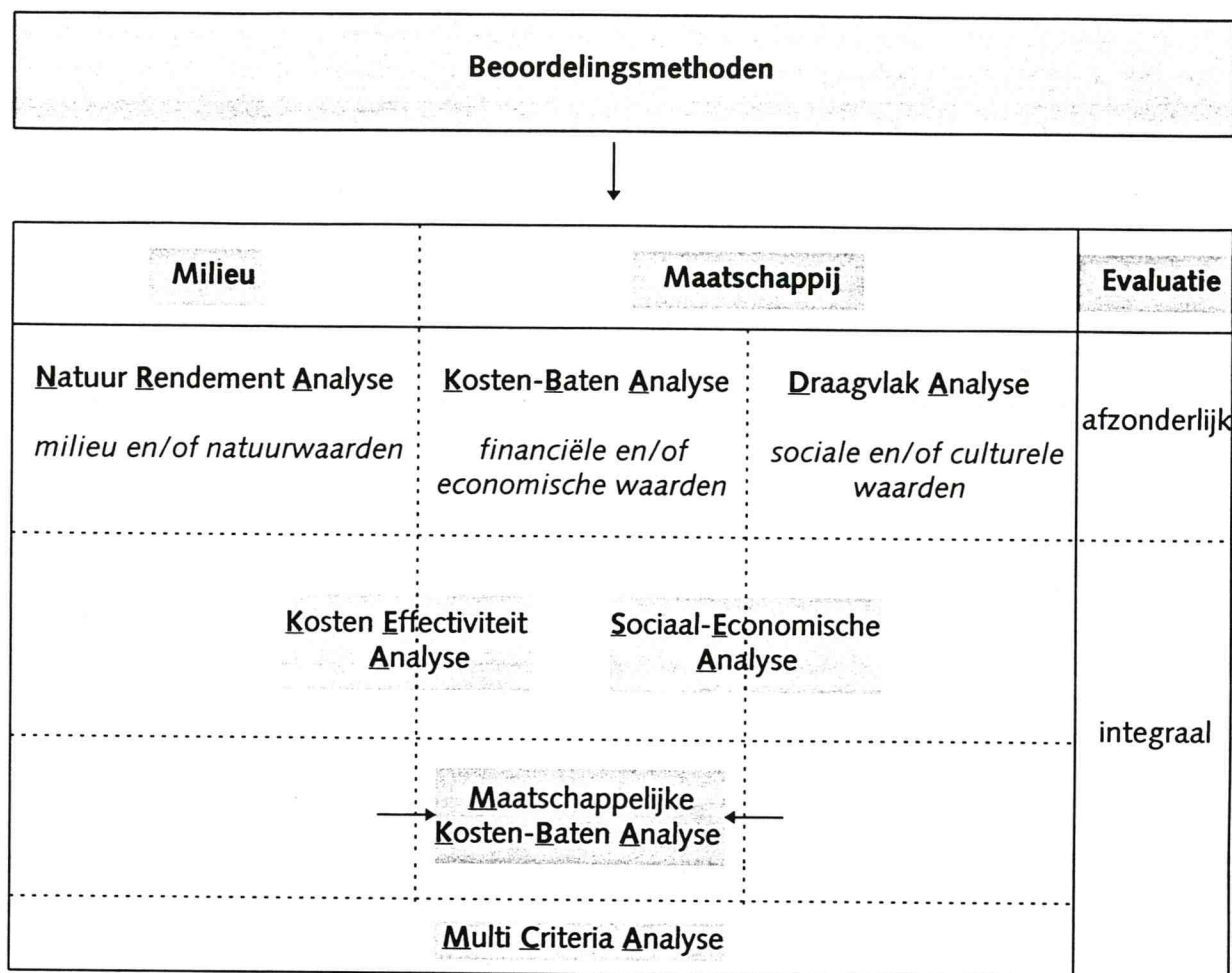 Beoordelingsmethoden
Milieu
Maatschappij
Evaluatie
Natuur Rendement Analyse
milieu en/of natuurwaarden
Kosten-Baten Analyse
financiële en/of
economische waarden
Draagvlak Analyse
sociale en/of culturele
waarden
afzonderlijk
Kosten Effectiviteit
Analyse
Sociaal-Economische
Analyse
integraal
Maatschappelijke
Kosten-Baten Analyse
Multi Criteria Analyse